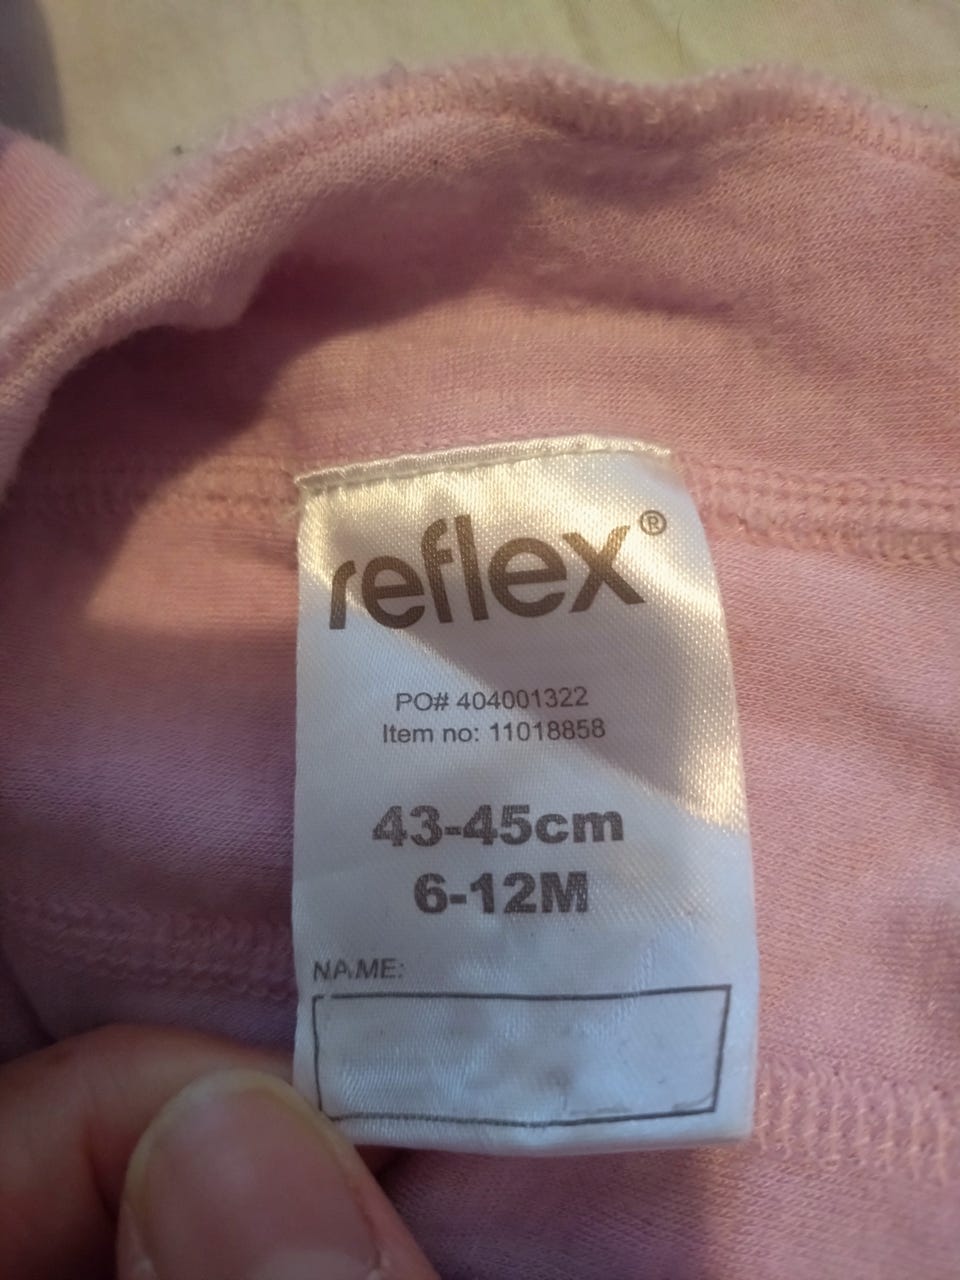 reflex®
PO# 404001322
Item no: 11018858
43-45cm
6-12M
NAME: